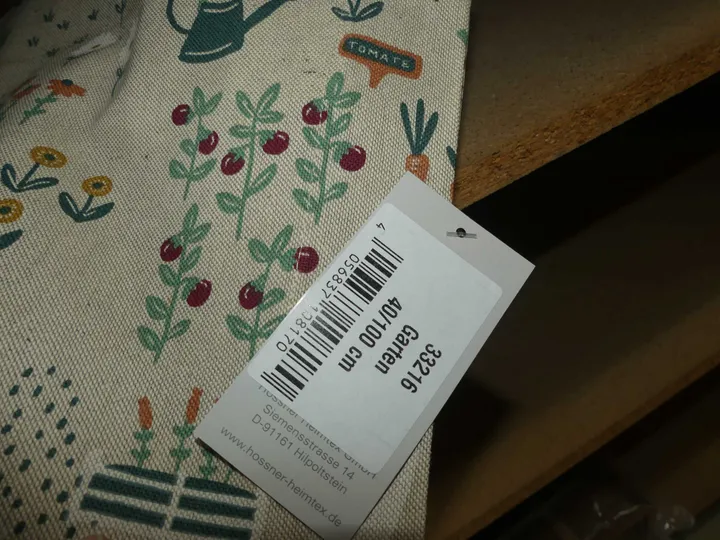 TOMATE
33216
Garten
40/100 cm
4 056837 108170
Hossner Heimtex GmbH
Siemensstrasse 14
D-91161 Hilpoltstein
www.hossner-heimtex.de